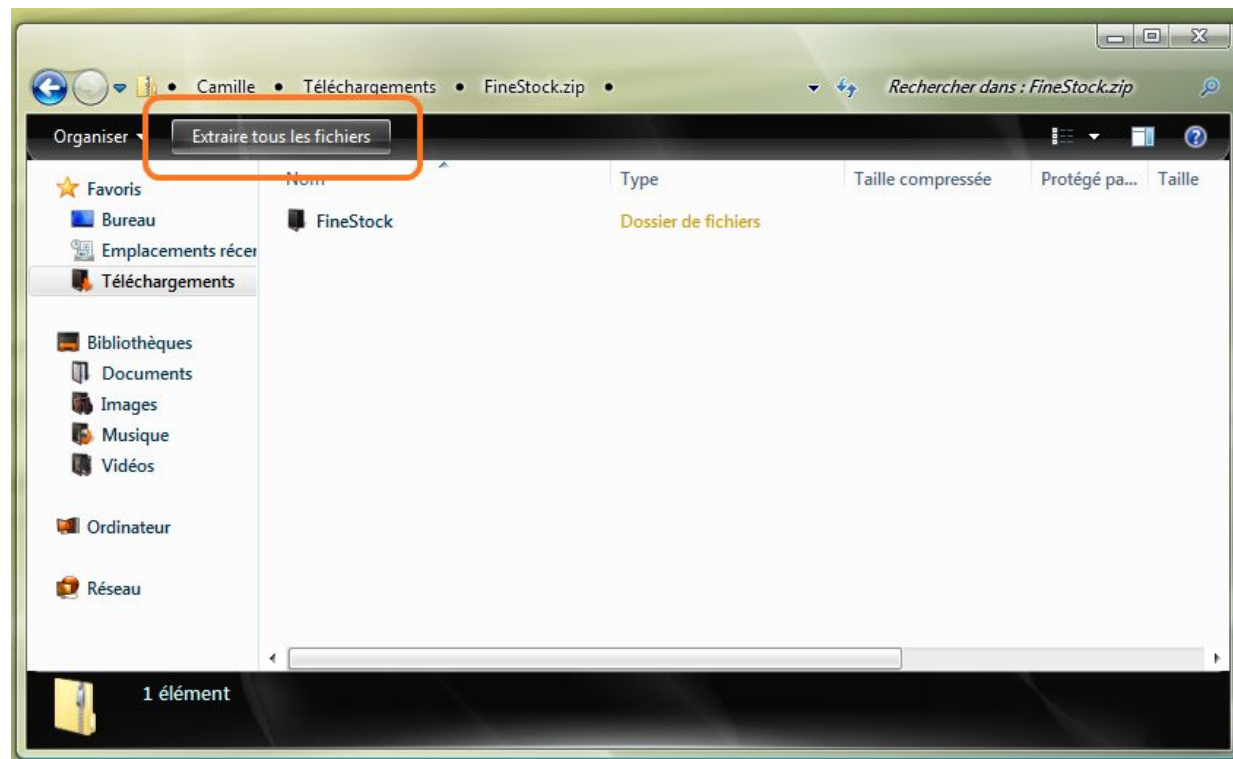 Camille • Téléchargements • FineStock.zip •
Rechercher dans : FineStock.zip
Organiser
Extraire tous les fichiers
Nom
Type
Taille compressée
Protégé pa...
Taille
Favoris
Bureau
Emplacements récen
Téléchargements
Bibliothèques
Documents
Images
Musique
Vidéos
Ordinateur
Réseau
FineStock
Dossier de fichiers
1 élément